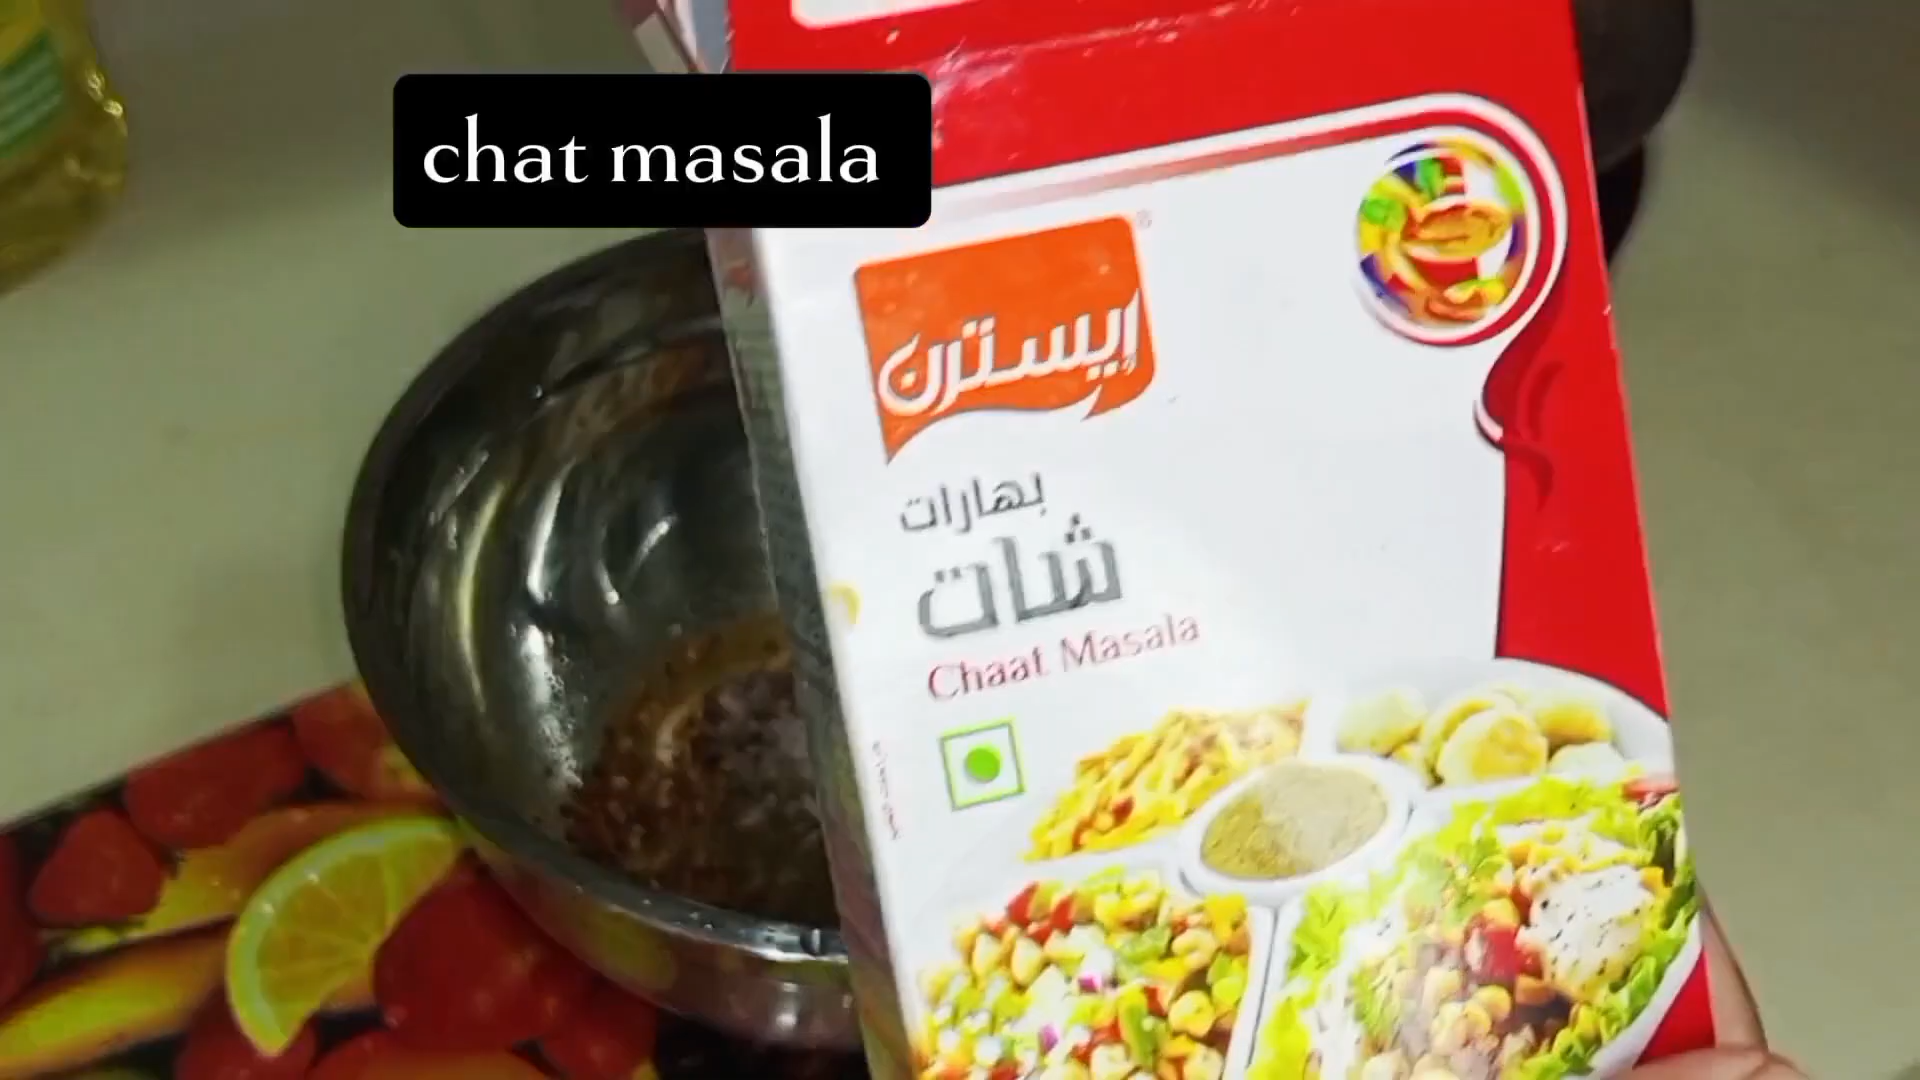 chat masala
ايسترن
بهارات
شات
Chaat Masala